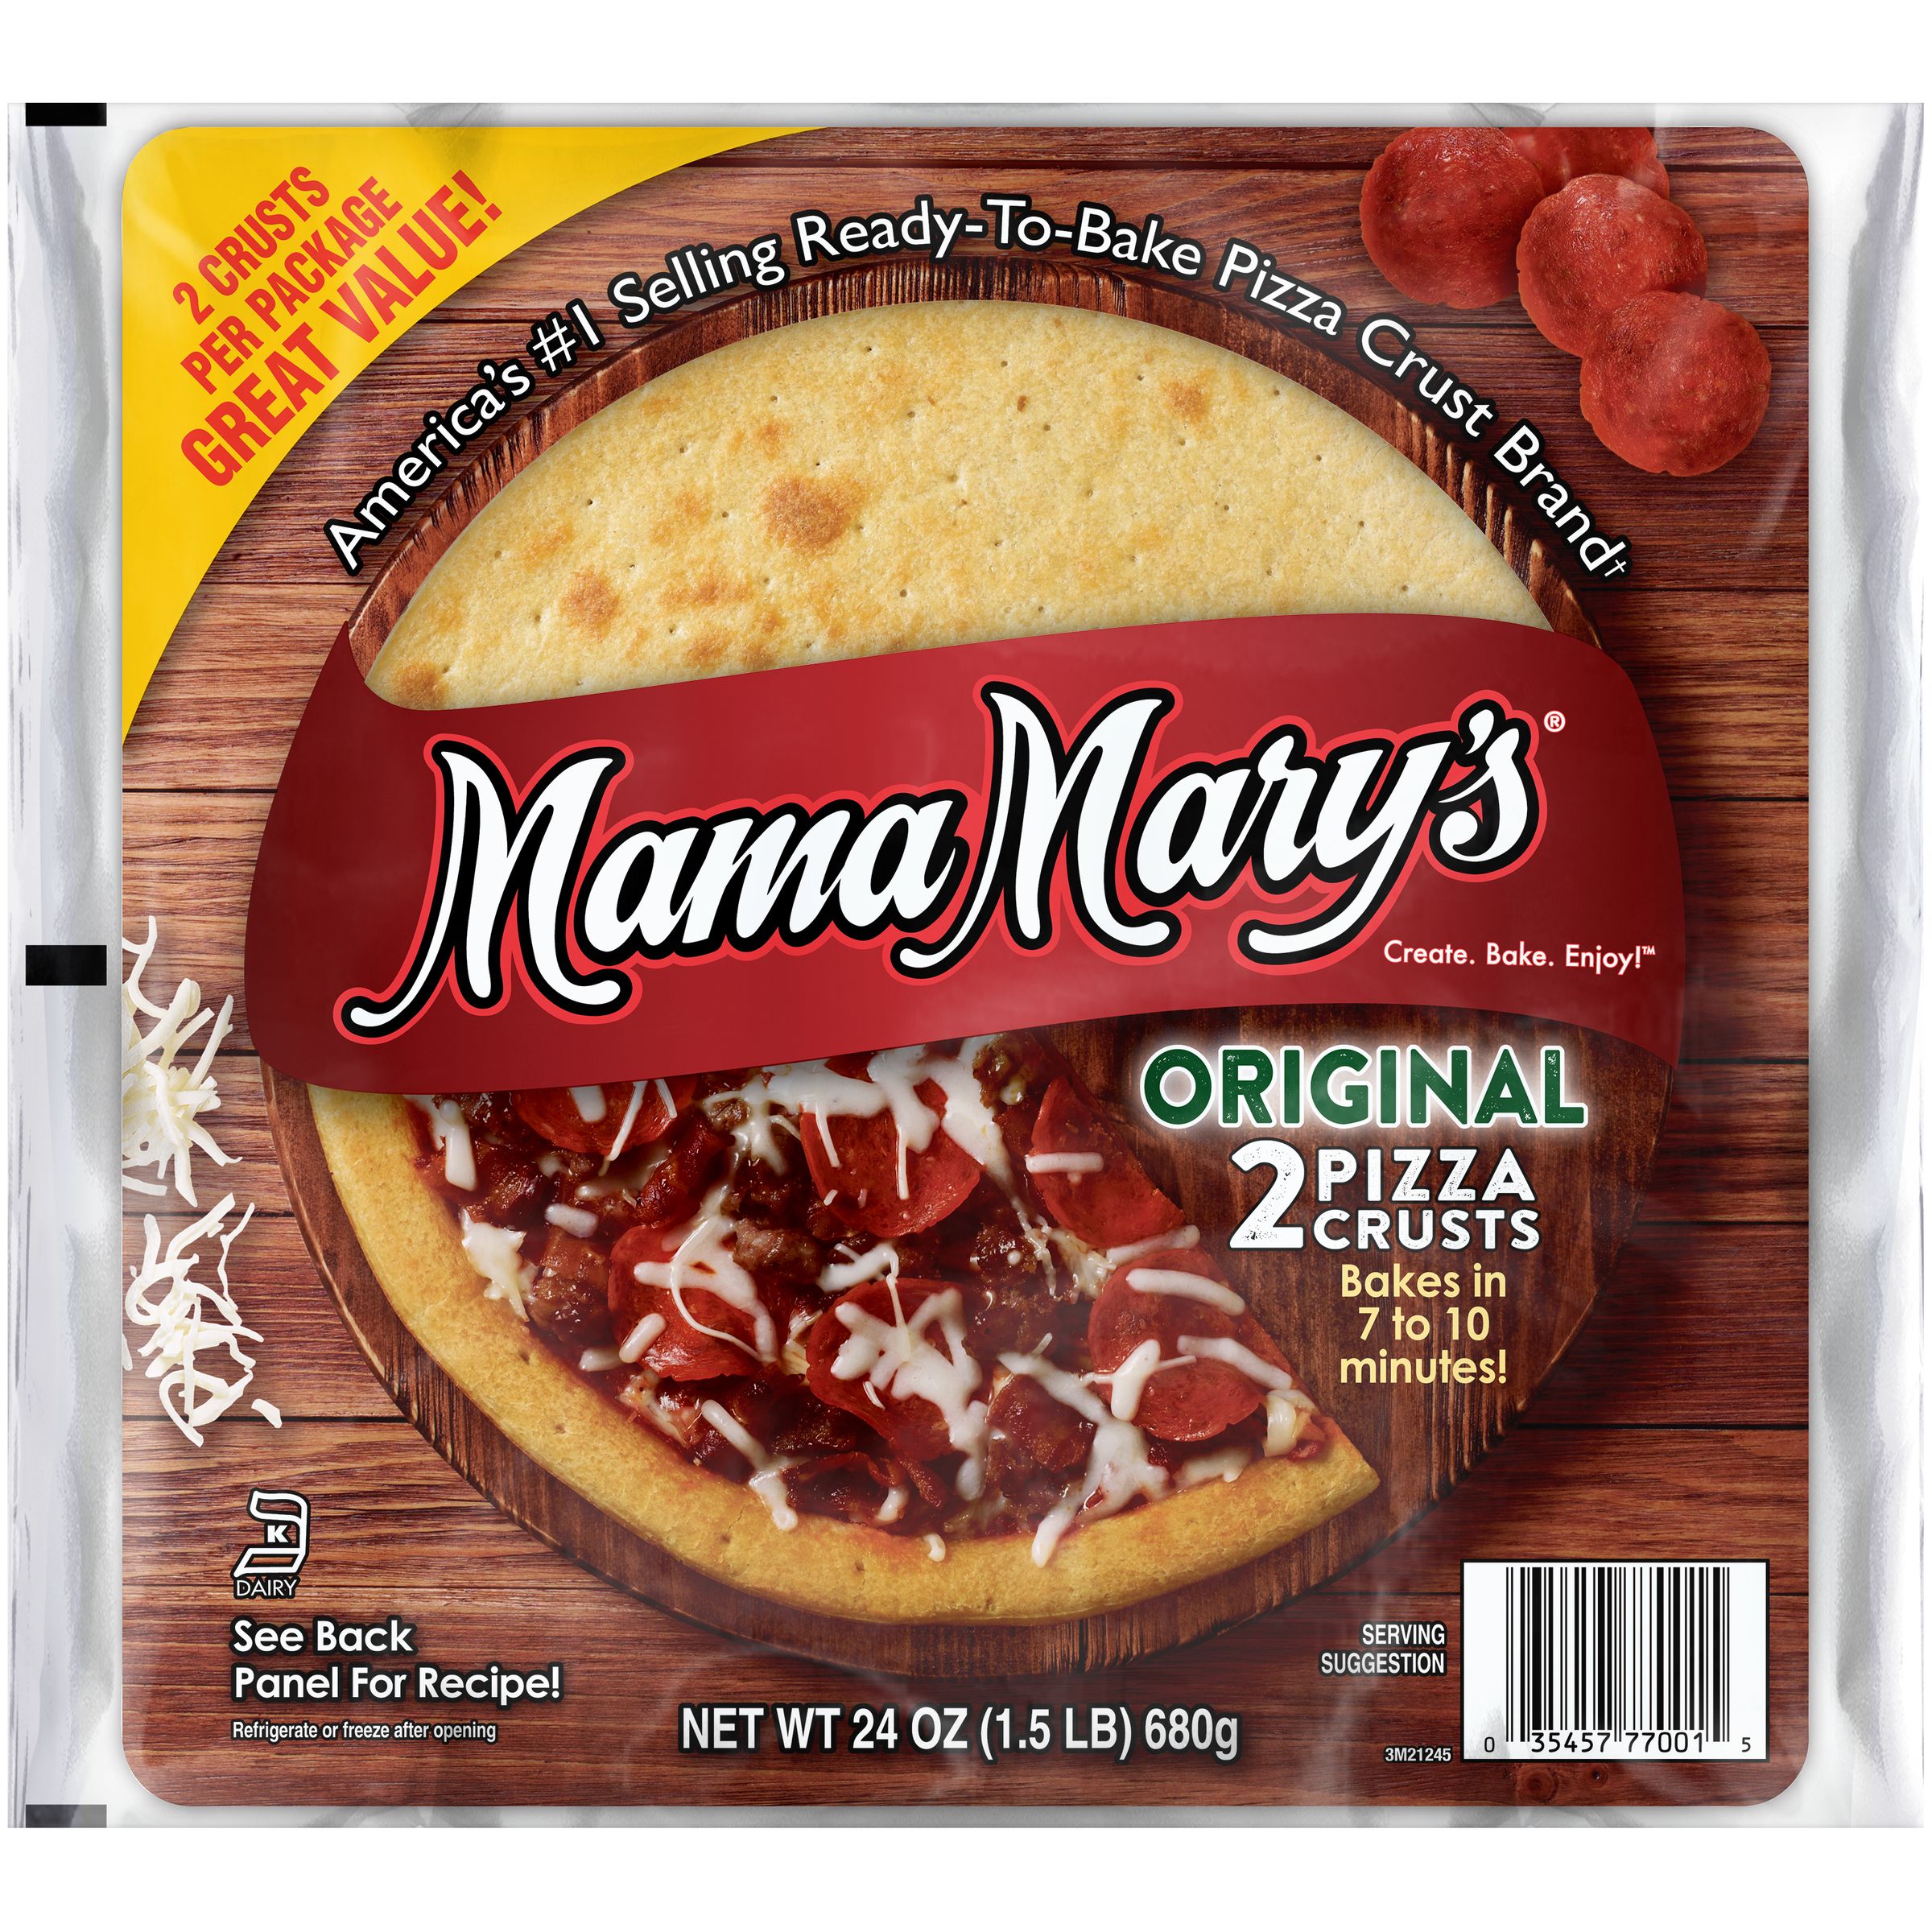 2 CRUSTS
PER PACKAGE
GREAT VALUE!
America's #1 Selling Ready-To-Bake Pizza Crust Brand†
Mama Mary's®
Create. Bake. Enjoy!™
ORIGINAL
2 PIZZA
CRUSTS
Bakes in
7 to 10
minutes!
K
DAIRY
See Back
Panel For Recipe!
Refrigerate or freeze after opening
NET WT 24 OZ (1.5 LB) 680g
SERVING
SUGGESTION
3M21245
0 35457 77001 5